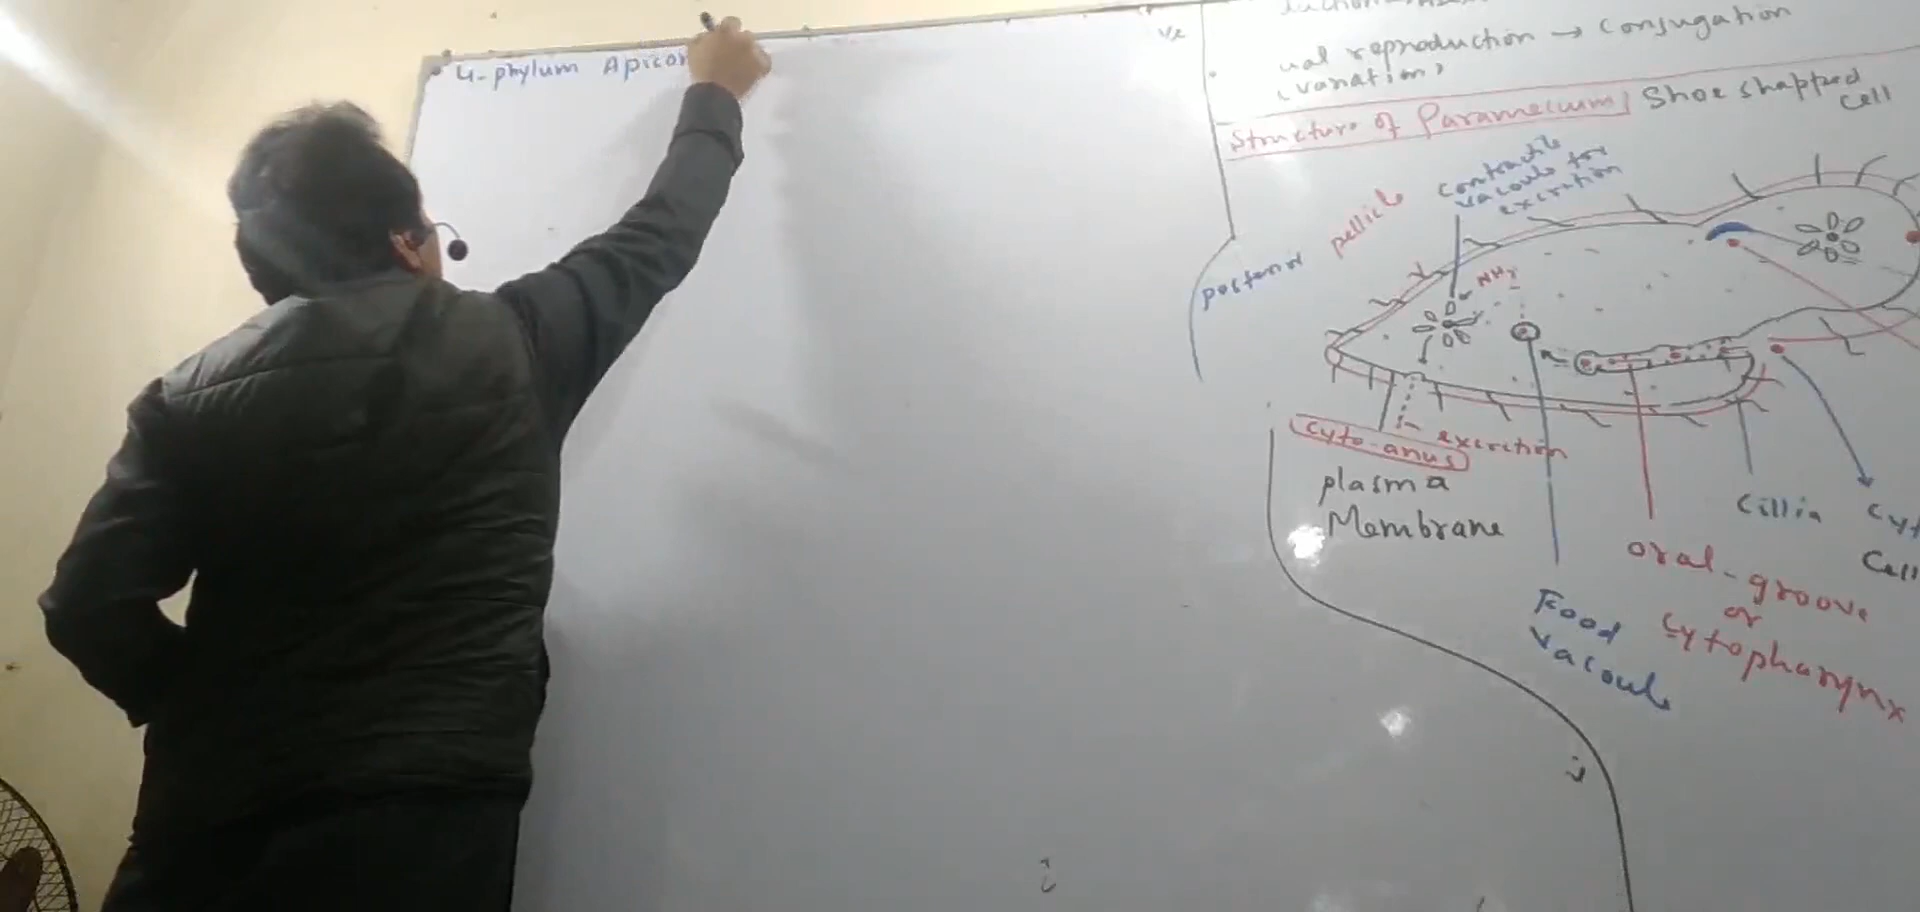 4- phylum Apicom
ual reproduction → Conjugation
(variation)
Structure of Paramecium Shoe shapped
Cell
Contractile
vacoule for
excretion
pellicle
posterior
NH3
Cyto-anus
excretion
plasma
Membrane
Cillia
Oral-groove
or
Cytopharynx
Food
Vacoule
Cell